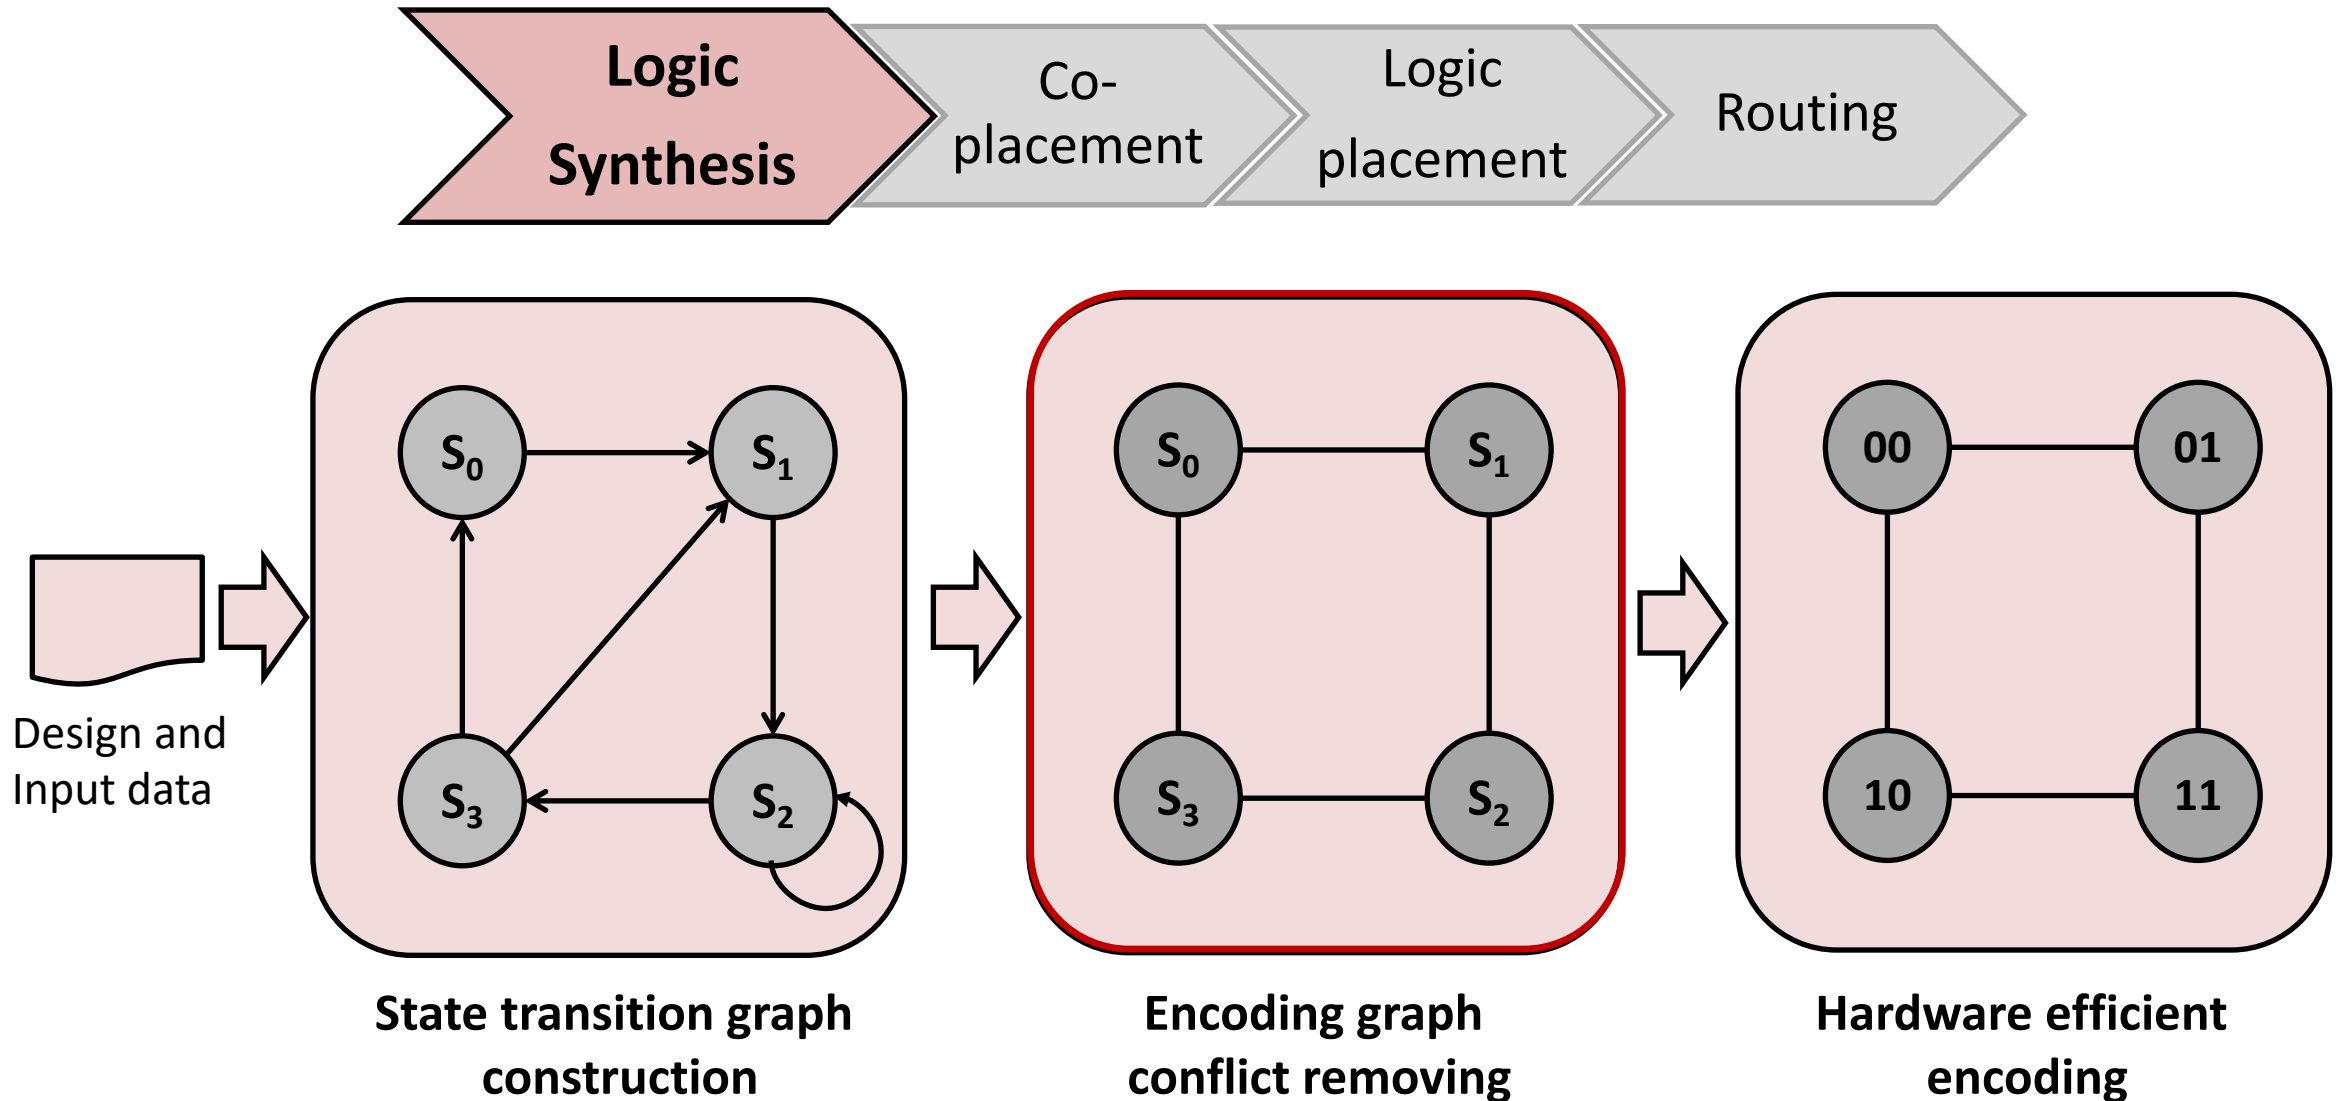 Logic
Synthesis
Co-
placement
Logic
placement
Routing
Design and
Input data
S0
S1
S3
S2
S0
S1
S3
S2
00
01
10
11
State transition graph
construction
Encoding graph
conflict removing
Hardware efficient
encoding